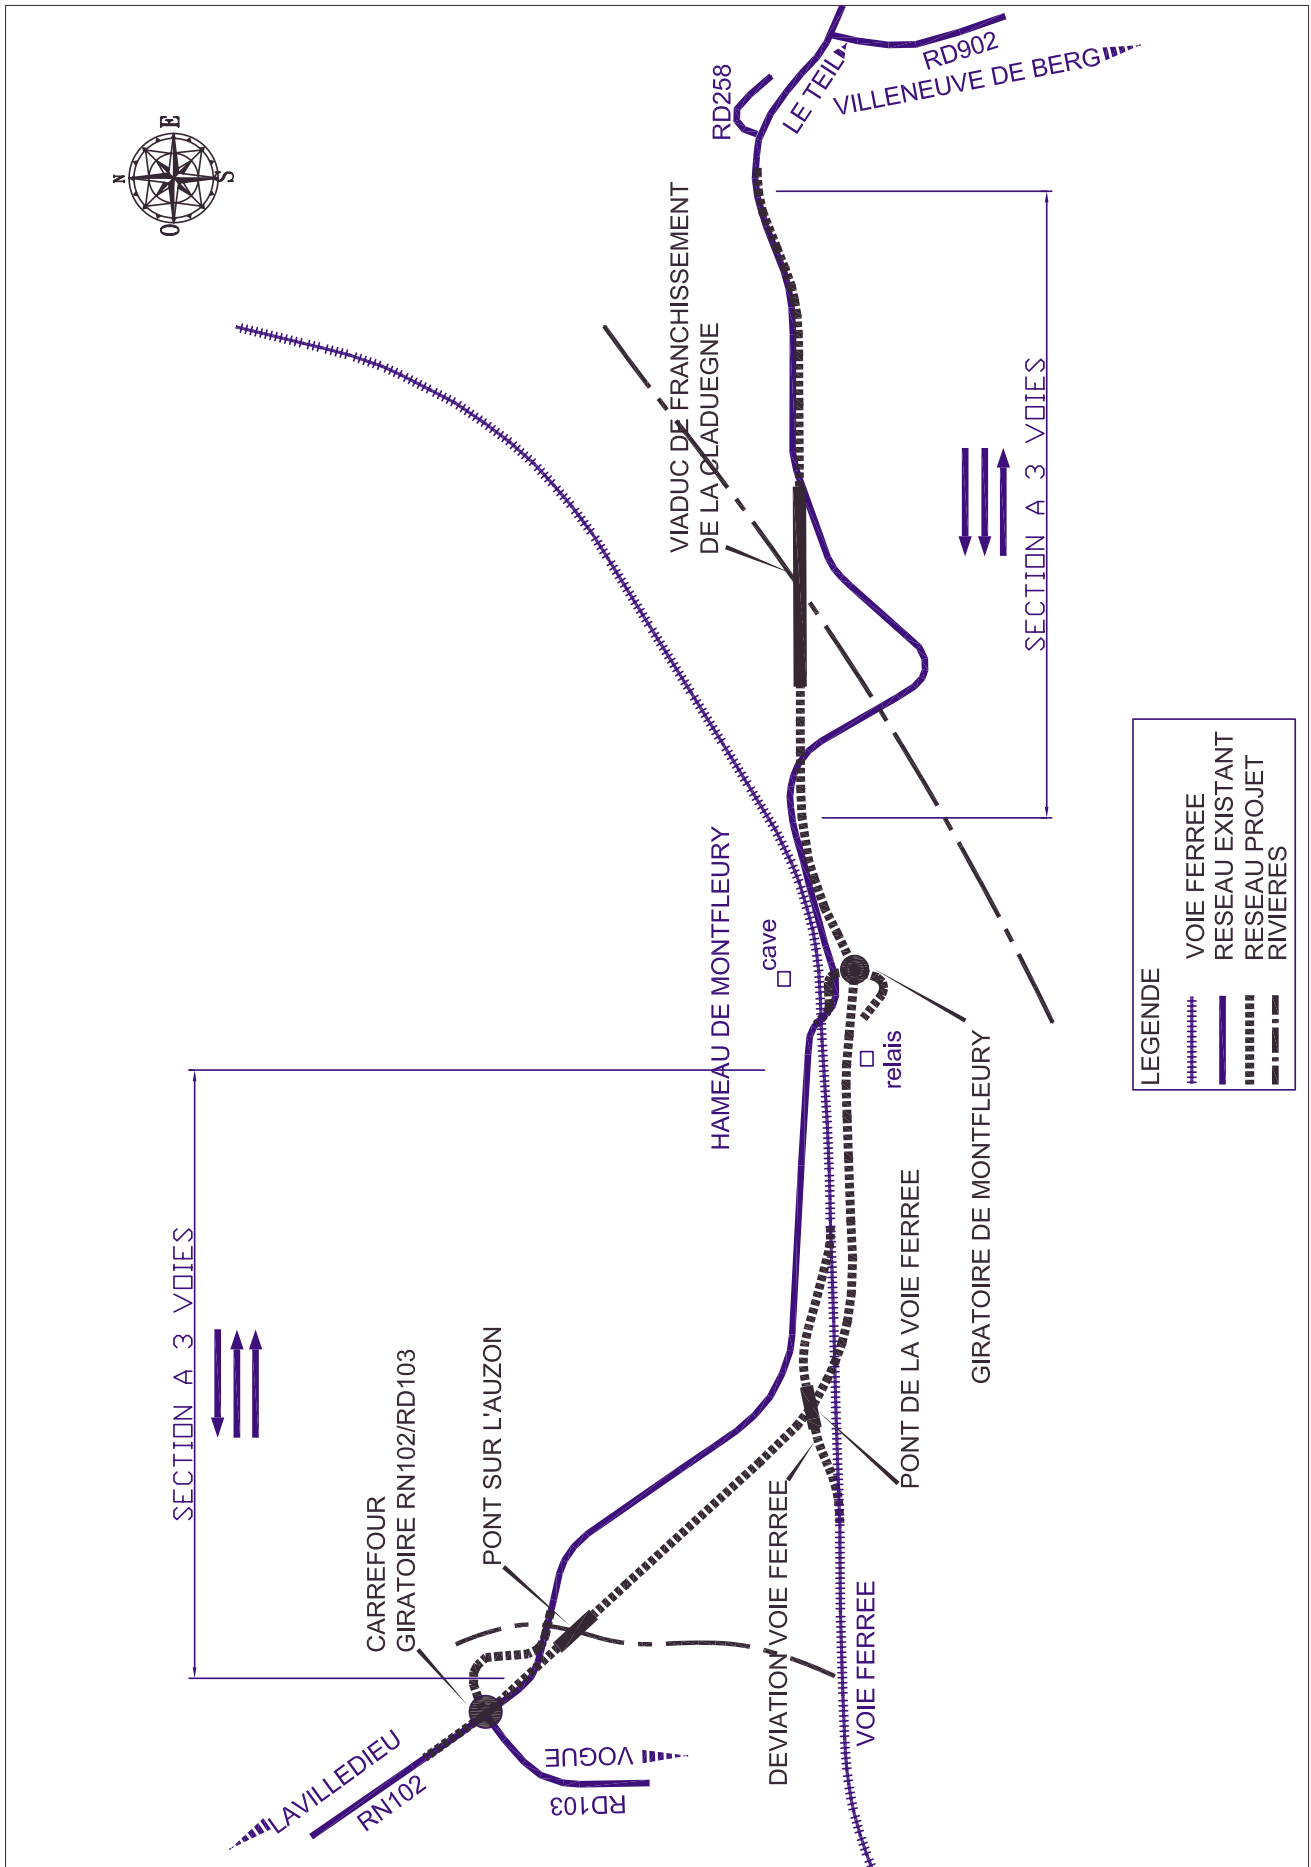 N
E
S
O
RD258
LE TEIL
RD902
VILLENEUVE DE BERG
VIADUC DE FRANCHISSEMENT
DE LA CLADUEGNE
SECTION A 3 VOIES
HAMEAU DE MONTFLEURY
cave
relais
GIRATOIRE DE MONTFLEURY
PONT DE LA VOIE FERREE
SECTION A 3 VOIES
CARREFOUR
GIRATOIRE RN102/RD103
PONT SUR L'AUZON
DEVIATION VOIE FERREE
VOIE FERREE
LAVILLEDIEU
RN102
VOGUE
RD103
LEGENDE
VOIE FERREE
RESEAU EXISTANT
RESEAU PROJET
RIVIERES